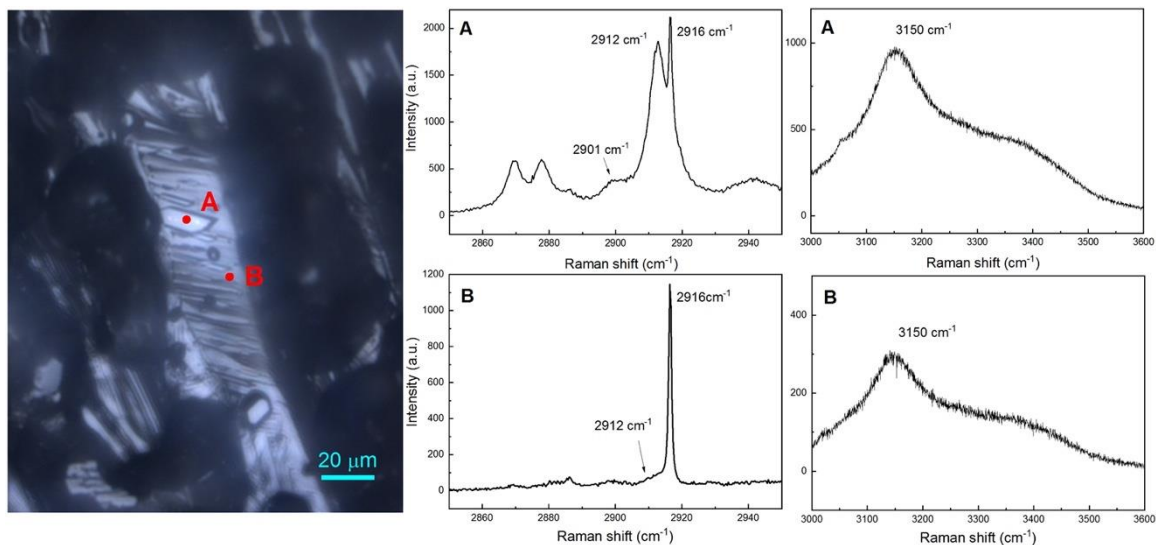 A
B
20 μm
A
2912 cm⁻¹
2916 cm⁻¹
2901 cm⁻¹
Intensity (a.u.)
2000
1500
1000
500
0
2860
2880
2900
2920
2940
Raman shift (cm⁻¹)
A
3150 cm⁻¹
Intensity (a.u.)
1000
500
0
3000
3100
3200
3300
3400
3500
3600
Raman shift (cm⁻¹)
B
2916cm⁻¹
2912 cm⁻¹
Intensity (a.u.)
1200
1000
800
600
400
200
0
2860
2880
2900
2920
2940
Raman shift (cm⁻¹)
B
3150 cm⁻¹
Intensity (a.u.)
400
200
0
3000
3100
3200
3300
3400
3500
3600
Raman shift (cm⁻¹)